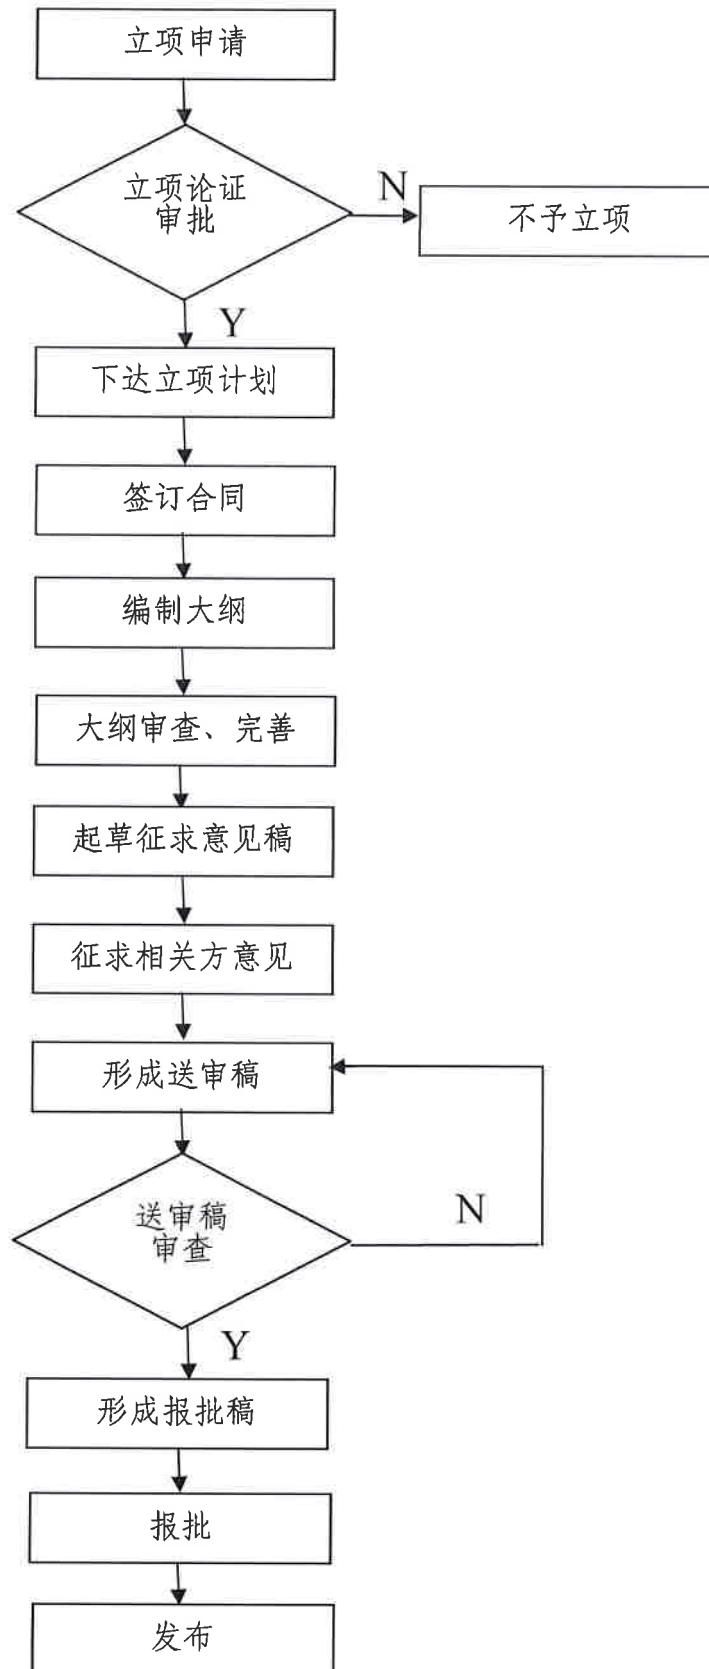 立项申请
立项论证
审批
N
不予立项
Y
下达立项计划
签订合同
编制大纲
大纲审查、完善
起草征求意见稿
征求相关方意见
形成送审稿
送审稿
审查
N
Y
形成报批稿
报批
发布